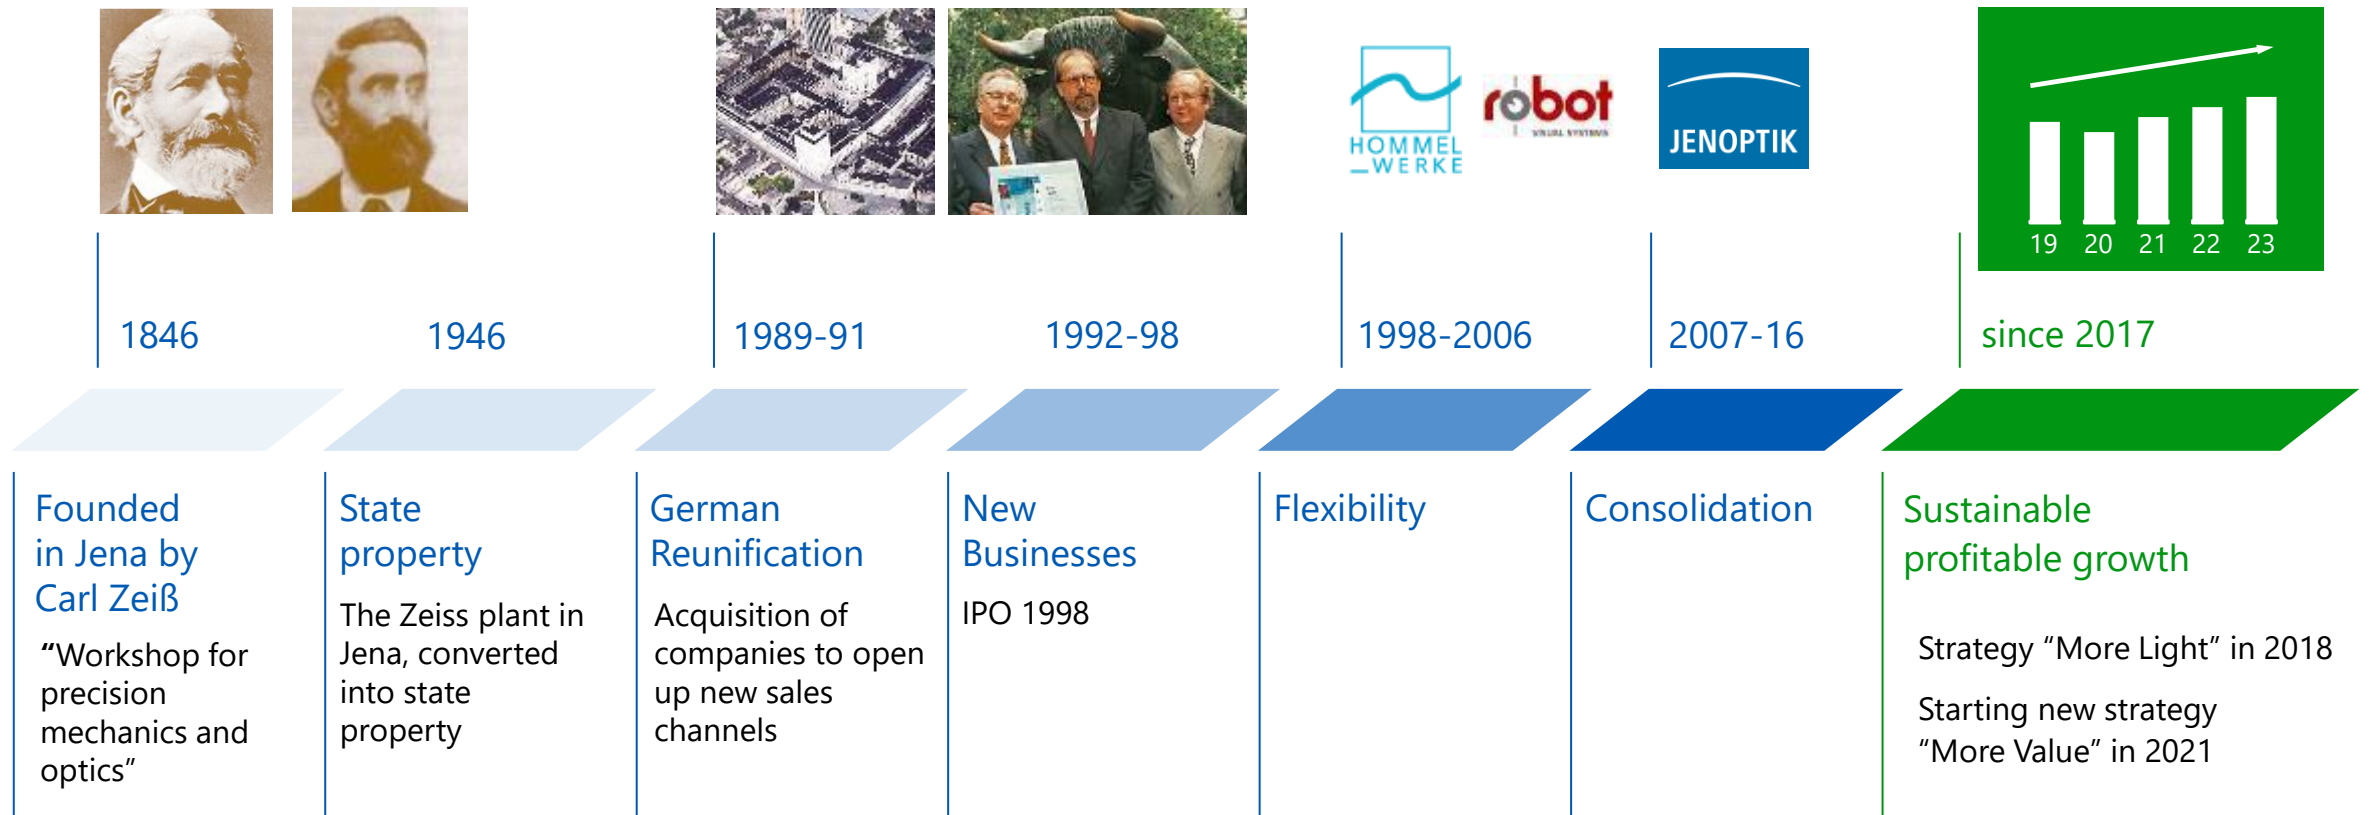 HOMMEL
_WERKE
robot
VISUAL SYSTEMS
JENOPTIK
19 20 21 22 23
1846
1946
1989-91
1992-98
1998-2006
2007-16
since 2017
Founded
in Jena by
Carl Zeiß
“Workshop for
precision
mechanics and
optics”
State
property
The Zeiss plant in
Jena, converted
into state
property
German
Reunification
Acquisition of
companies to open
up new sales
channels
New
Businesses
IPO 1998
Flexibility
Consolidation
Sustainable
profitable growth
Strategy “More Light” in 2018
Starting new strategy
“More Value” in 2021